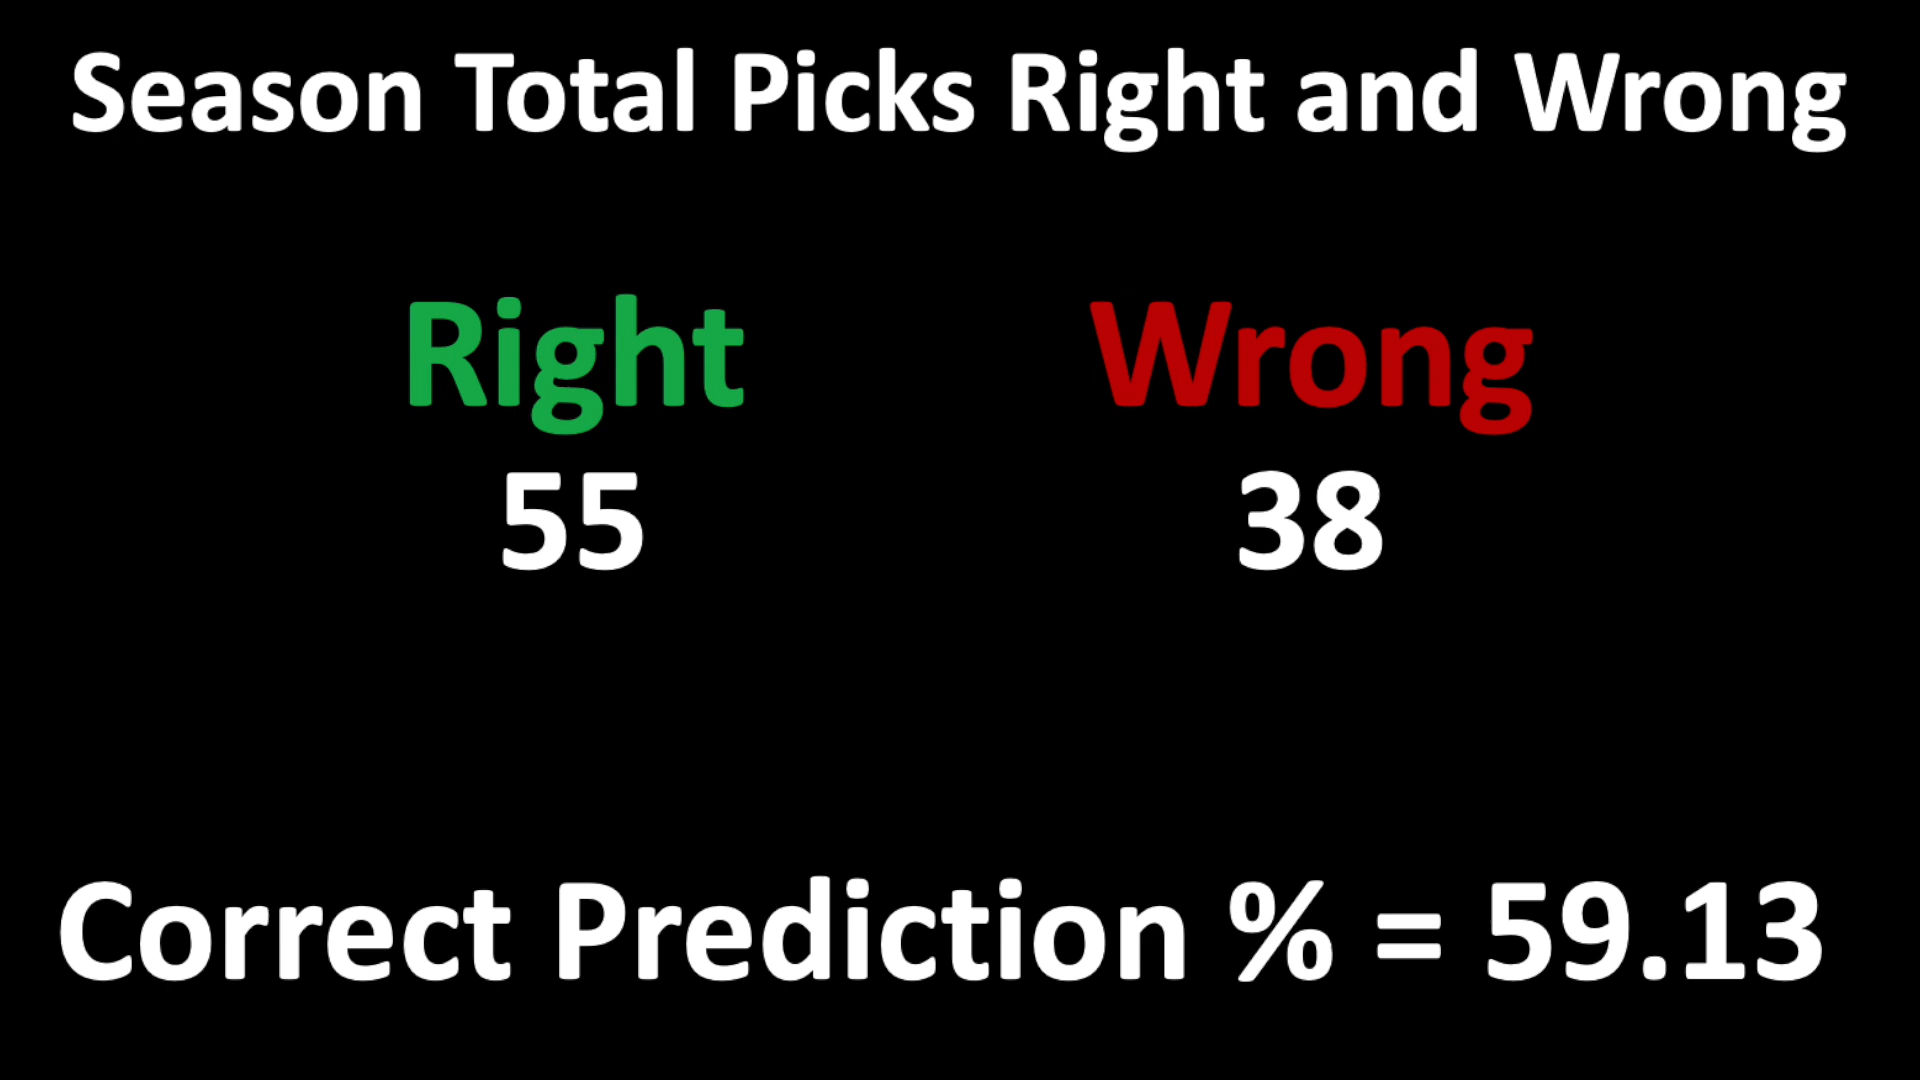 Season Total Picks Right and Wrong
Right Wrong
55 38
Correct Prediction % = 59.13